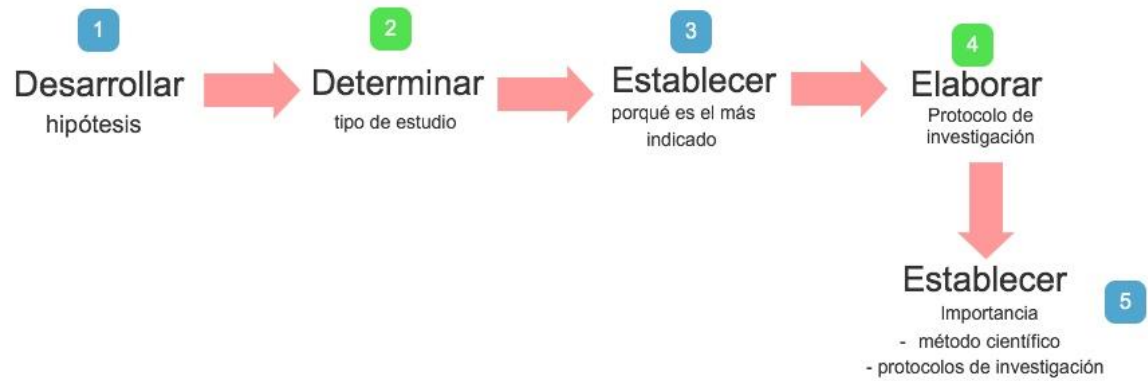 1
Desarrollar
hipótesis
2
Determinar
tipo de estudio
3
Establecer
porqué es el más
indicado
4
Elaborar
Protocolo de
investigación
Establecer
5
Importancia
- método científico
- protocolos de investigación